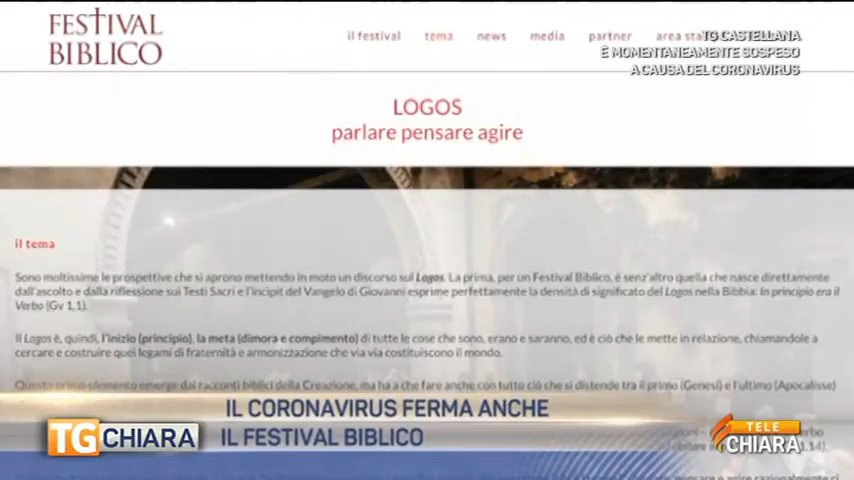 FESTIVAL
BIBLICO
il festival tema news media partner
TG CASTELLANA
È MOMENTANEAMENTE SOSPESO
A CAUSA DEL CORONAVIRUS
LOGOS
parlare pensare agire
il tema
Sono moltissime le prospettive che si aprono mettendo in moto un discorso sul Logos. La prima, per un Festival Biblico, è senz'altro quella che nasce direttamente
dall'ascolto e dalla riflessione sui Testi Sacri e l'incipit del Vangelo di Giovanni esprime perfettamente la densità di significato del Logos nella Bibbia: In principio era il
Verbo (Gv 1,1).
Il Logos è, quindi, l'inizio (principio), la meta (dimora e compimento) di tutte le cose che sono, erano e saranno, ed è ciò che le mette in relazione, chiamandole a
cercare e costruire quei legami di fraternità e armonizzazione che via via costituiscono il mondo.
Questo primo elemento emerge dai racconti biblici della Creazione, ma ha a che fare anche con tutto ciò che si distende tra il primo (Genesi) e l'ultimo (Apocalisse)
IL CORONAVIRUS FERMA ANCHE
IL FESTIVAL BIBLICO
TG CHIARA
TELE
CHIARA